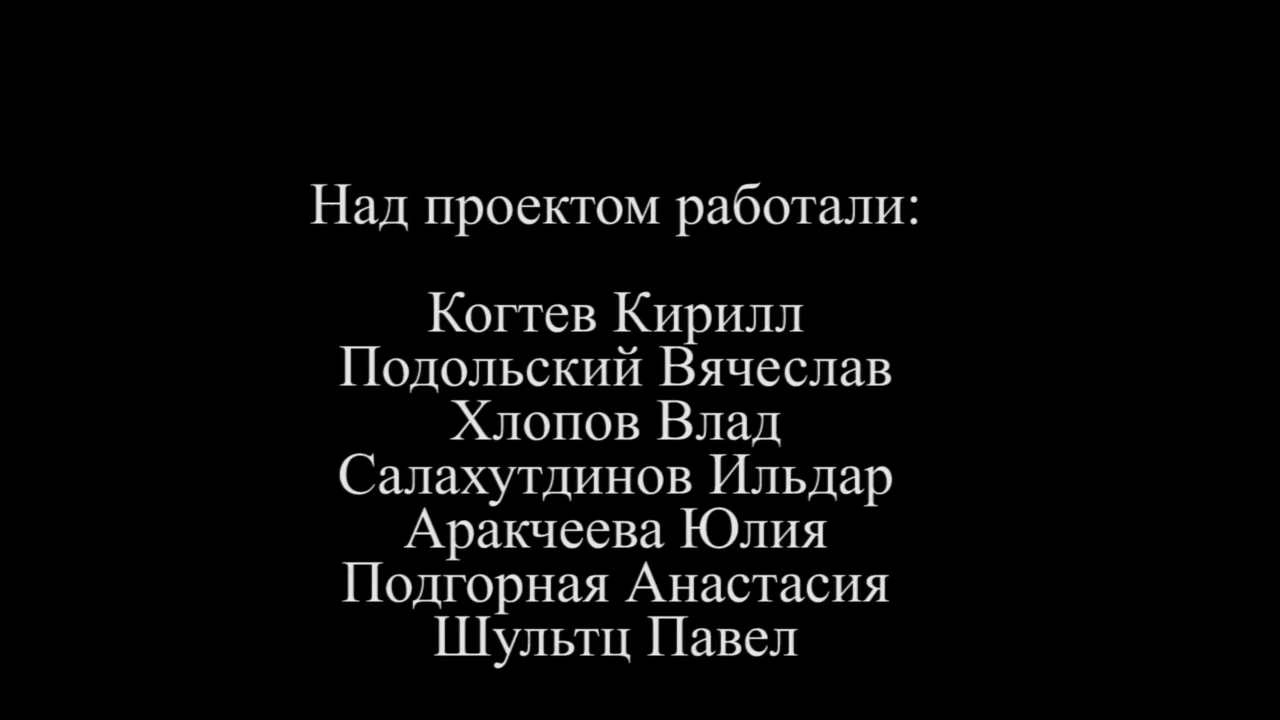 Над проектом работали:
Когтев Кирилл
Подольский Вячеслав
Хлопов Влад
Салахутдинов Ильдар
Аракчеева Юлия
Подгорная Анастасия
Шультц Павел